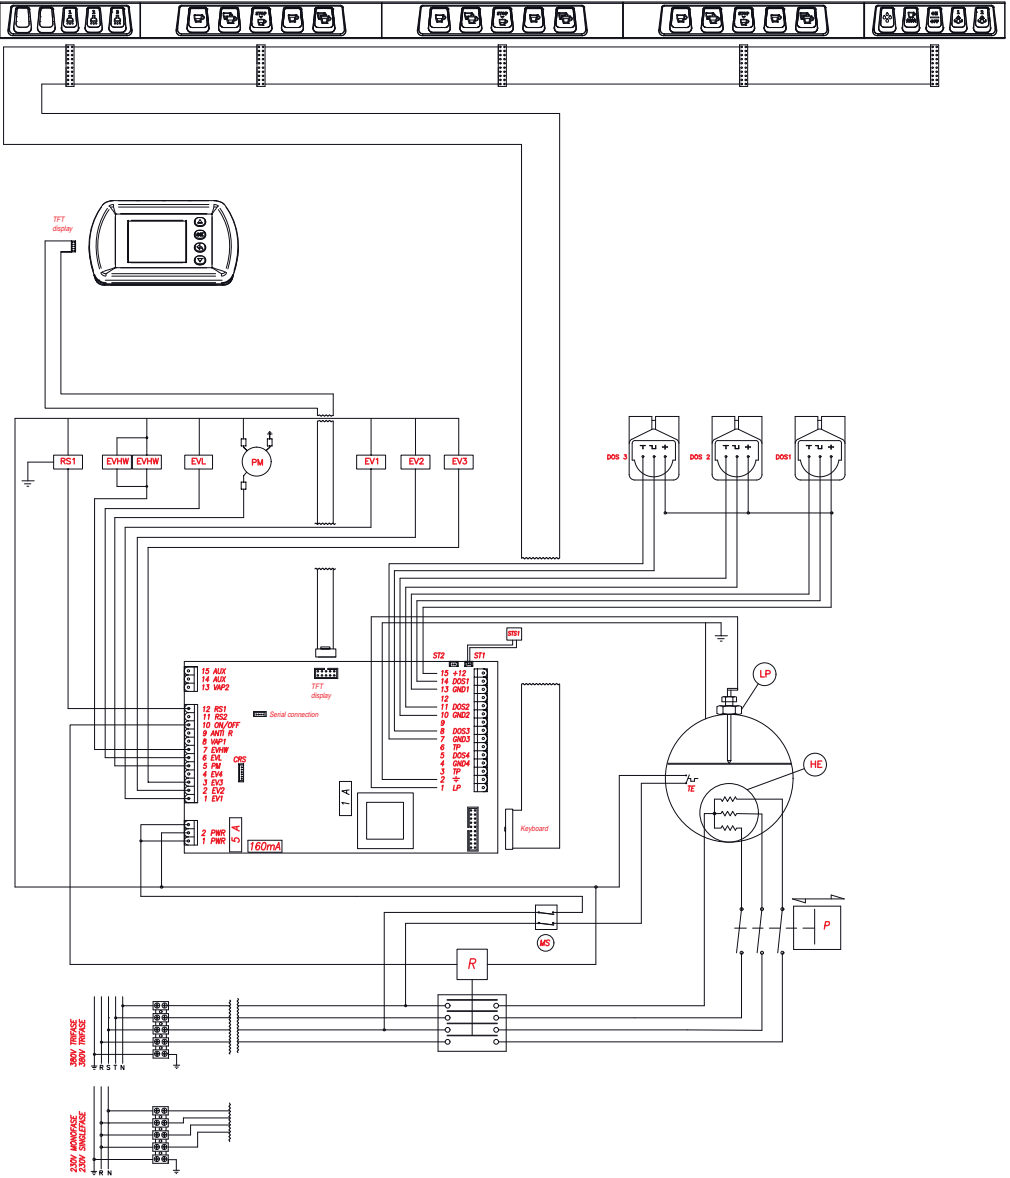 STOP
STOP
STOP
TFT
display
DOS 3
DOS 2
DOS1
RS1
EVHW
EVHW
EVL
PM
EV1
EV2
EV3
STS1
ST2
ST1
15 AUX
14 AUX
13 VAP2
12 RS1
11 RS2
10 ON/OFF
9 ANTI R
8 VAP1
7 EVHW
6 EVL
5 PM
4 EV4
3 EV3
2 EV2
1 EV1
2 PWR
1 PWR
TFT
display
Serial connection
CRS
1 A
5 A
160mA
15 +12
14 DOS1
13 GND1
12
11 DOS2
10 GND2
9
8 DOS3
7 GND3
6 TP
5 DOS4
4 GND4
3 TP
2
1 LP
Keyboard
LP
HE
TE
P
MS
R
380V TRIFASE
380V TRIFASE
R S T N
230V MONOFASE
230V SINGLEFASE
R N